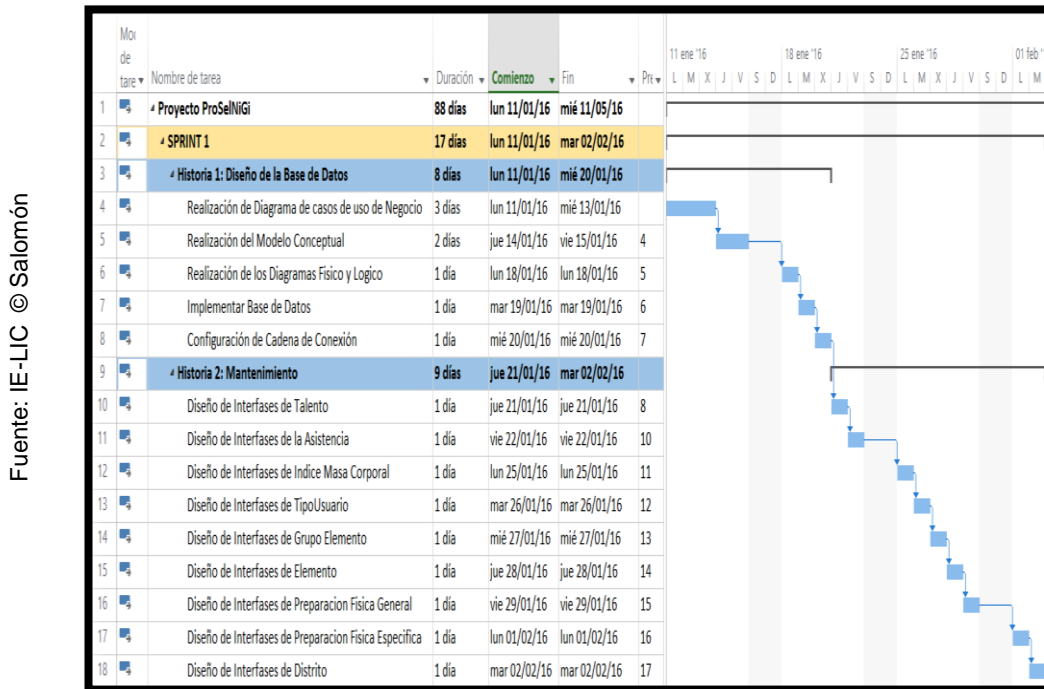 Fuente: IE-LIC © Salomón
11 ene '16 18 ene '16 25 ene '16 01 feb '
Mod de tare Nombre de tarea Duración Comienzo Fin Pre L M X J V S D L M X J V S D L M X J V S D L M
1 Proyecto ProSelNiGi 88 días lun 11/01/16 mié 11/05/16
2 SPRINT 1 17 días lun 11/01/16 mar 02/02/16
3 Historia 1: Diseño de la Base de Datos 8 días lun 11/01/16 mié 20/01/16
4 Realización de Diagrama de casos de uso de Negocio 3 días lun 11/01/16 mié 13/01/16
5 Realización del Modelo Conceptual 2 días jue 14/01/16 vie 15/01/16 4
6 Realización de los Diagramas Fisico y Logico 1 día lun 18/01/16 lun 18/01/16 5
7 Implementar Base de Datos 1 día mar 19/01/16 mar 19/01/16 6
8 Configuración de Cadena de Conexión 1 día mié 20/01/16 mié 20/01/16 7
9 Historia 2: Mantenimiento 9 días jue 21/01/16 mar 02/02/16
10 Diseño de Interfases de Talento 1 día jue 21/01/16 jue 21/01/16 8
11 Diseño de Interfases de la Asistencia 1 día vie 22/01/16 vie 22/01/16 10
12 Diseño de Interfases de Indice Masa Corporal 1 día lun 25/01/16 lun 25/01/16 11
13 Diseño de Interfases de TipoUsuario 1 día mar 26/01/16 mar 26/01/16 12
14 Diseño de Interfases de Grupo Elemento 1 día mié 27/01/16 mié 27/01/16 13
15 Diseño de Interfases de Elemento 1 día jue 28/01/16 jue 28/01/16 14
16 Diseño de Interfases de Preparacion Fisica General 1 día vie 29/01/16 vie 29/01/16 15
17 Diseño de Interfases de Preparacion Fisica Especifica 1 día lun 01/02/16 lun 01/02/16 16
18 Diseño de Interfases de Distrito 1 día mar 02/02/16 mar 02/02/16 17